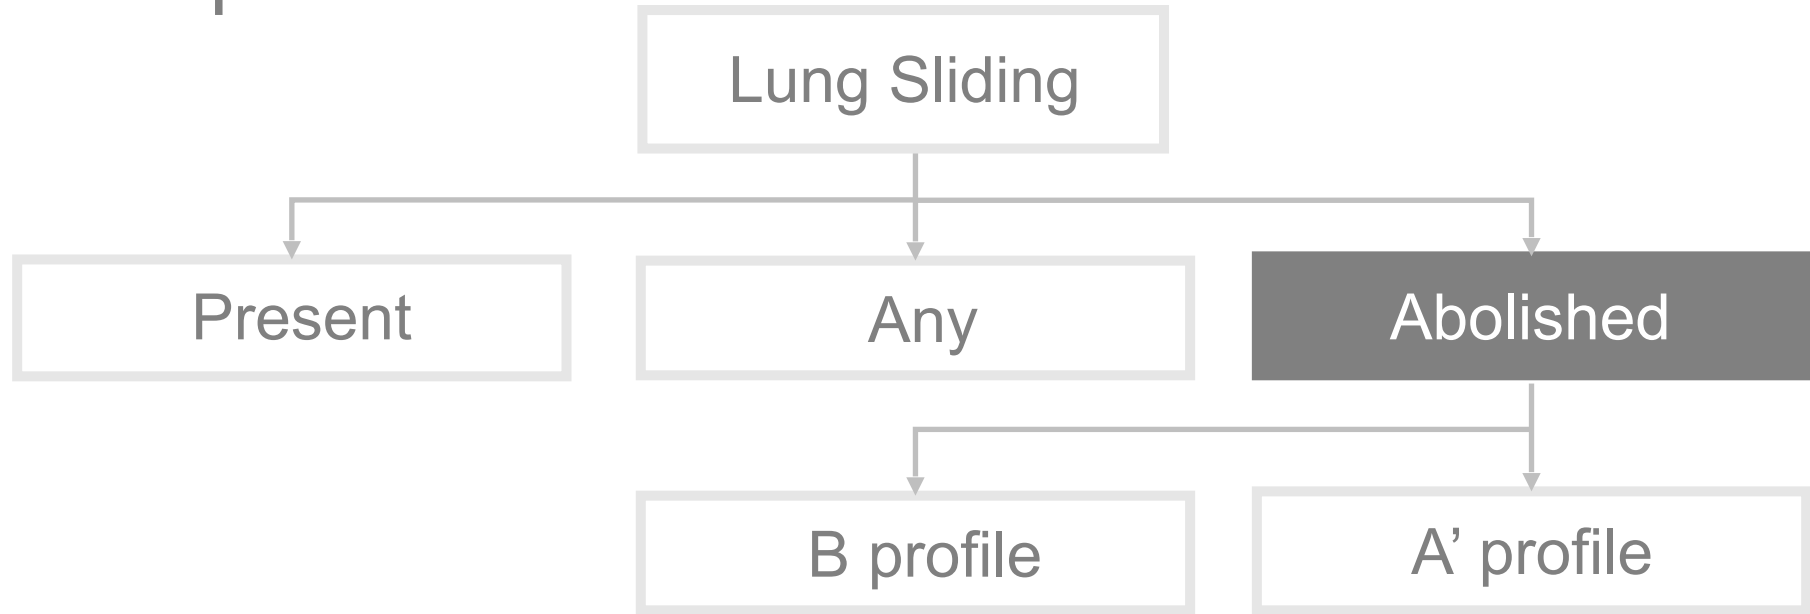 Lung Sliding
Present
Any
Abolished
B profile
A’ profile